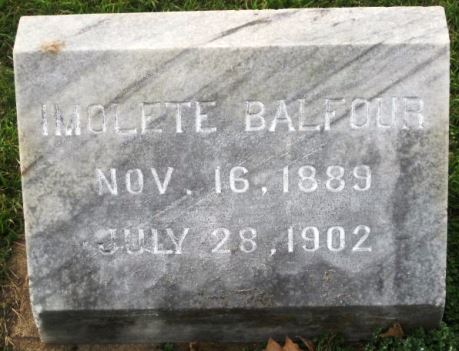 IMOLETE BALFOUR
NOV. 16, 1889
JULY 28, 1902